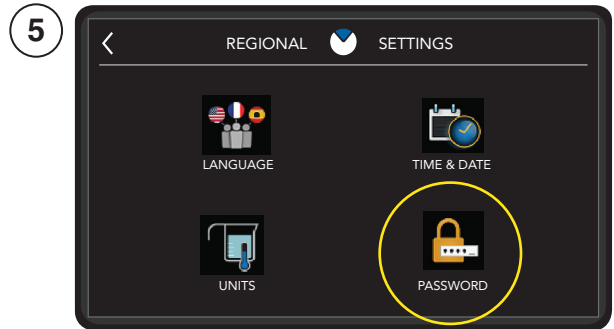 5
REGIONAL SETTINGS
LANGUAGE
TIME & DATE
UNITS
PASSWORD